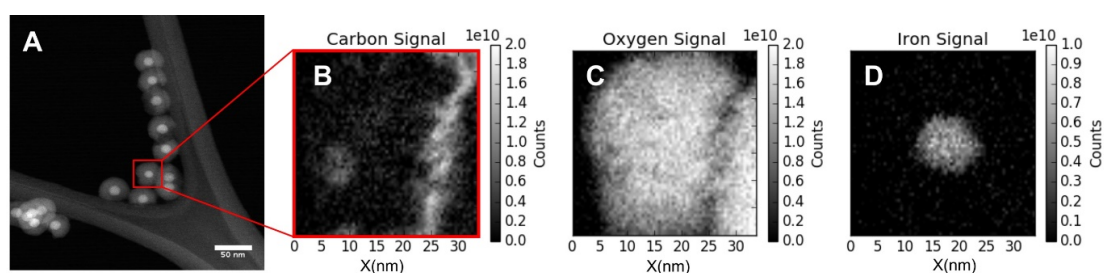 A
50 nm
Carbon Signal
B
1e10
2.0
1.8
1.6
1.4
1.2
1.0
0.8
0.6
0.4
0.2
0.0
Counts
0 5 10 15 20 25 30
X(nm)
Oxygen Signal
C
1e10
2.0
1.8
1.6
1.4
1.2
1.0
0.8
0.6
0.4
0.2
0.0
Counts
0 5 10 15 20 25 30
X(nm)
Iron Signal
D
1e10
1.0
0.9
0.8
0.7
0.6
0.5
0.4
0.3
0.2
0.1
0.0
Counts
0 5 10 15 20 25 30
X(nm)